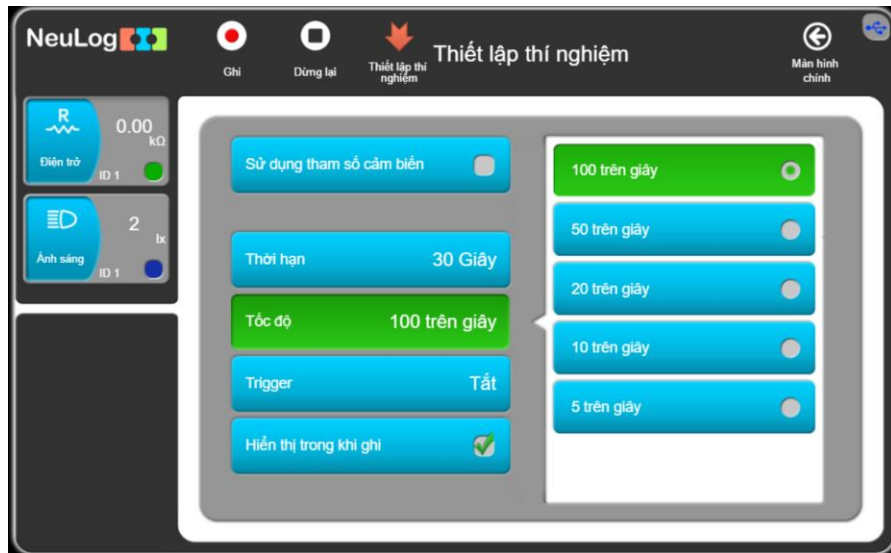 NeuLog
Ghi
Dừng lại
Thiết lập thí
nghiệm
Thiết lập thí nghiệm
Màn hình
chính
R
0.00
kΩ
Điện trở
ID 1
2
lx
Ánh sáng
ID 1
Sử dụng tham số cảm biến
Thời hạn 30 Giây
Tốc độ 100 trên giây
Trigger Tắt
Hiển thị trong khi ghi
100 trên giây
50 trên giây
20 trên giây
10 trên giây
5 trên giây